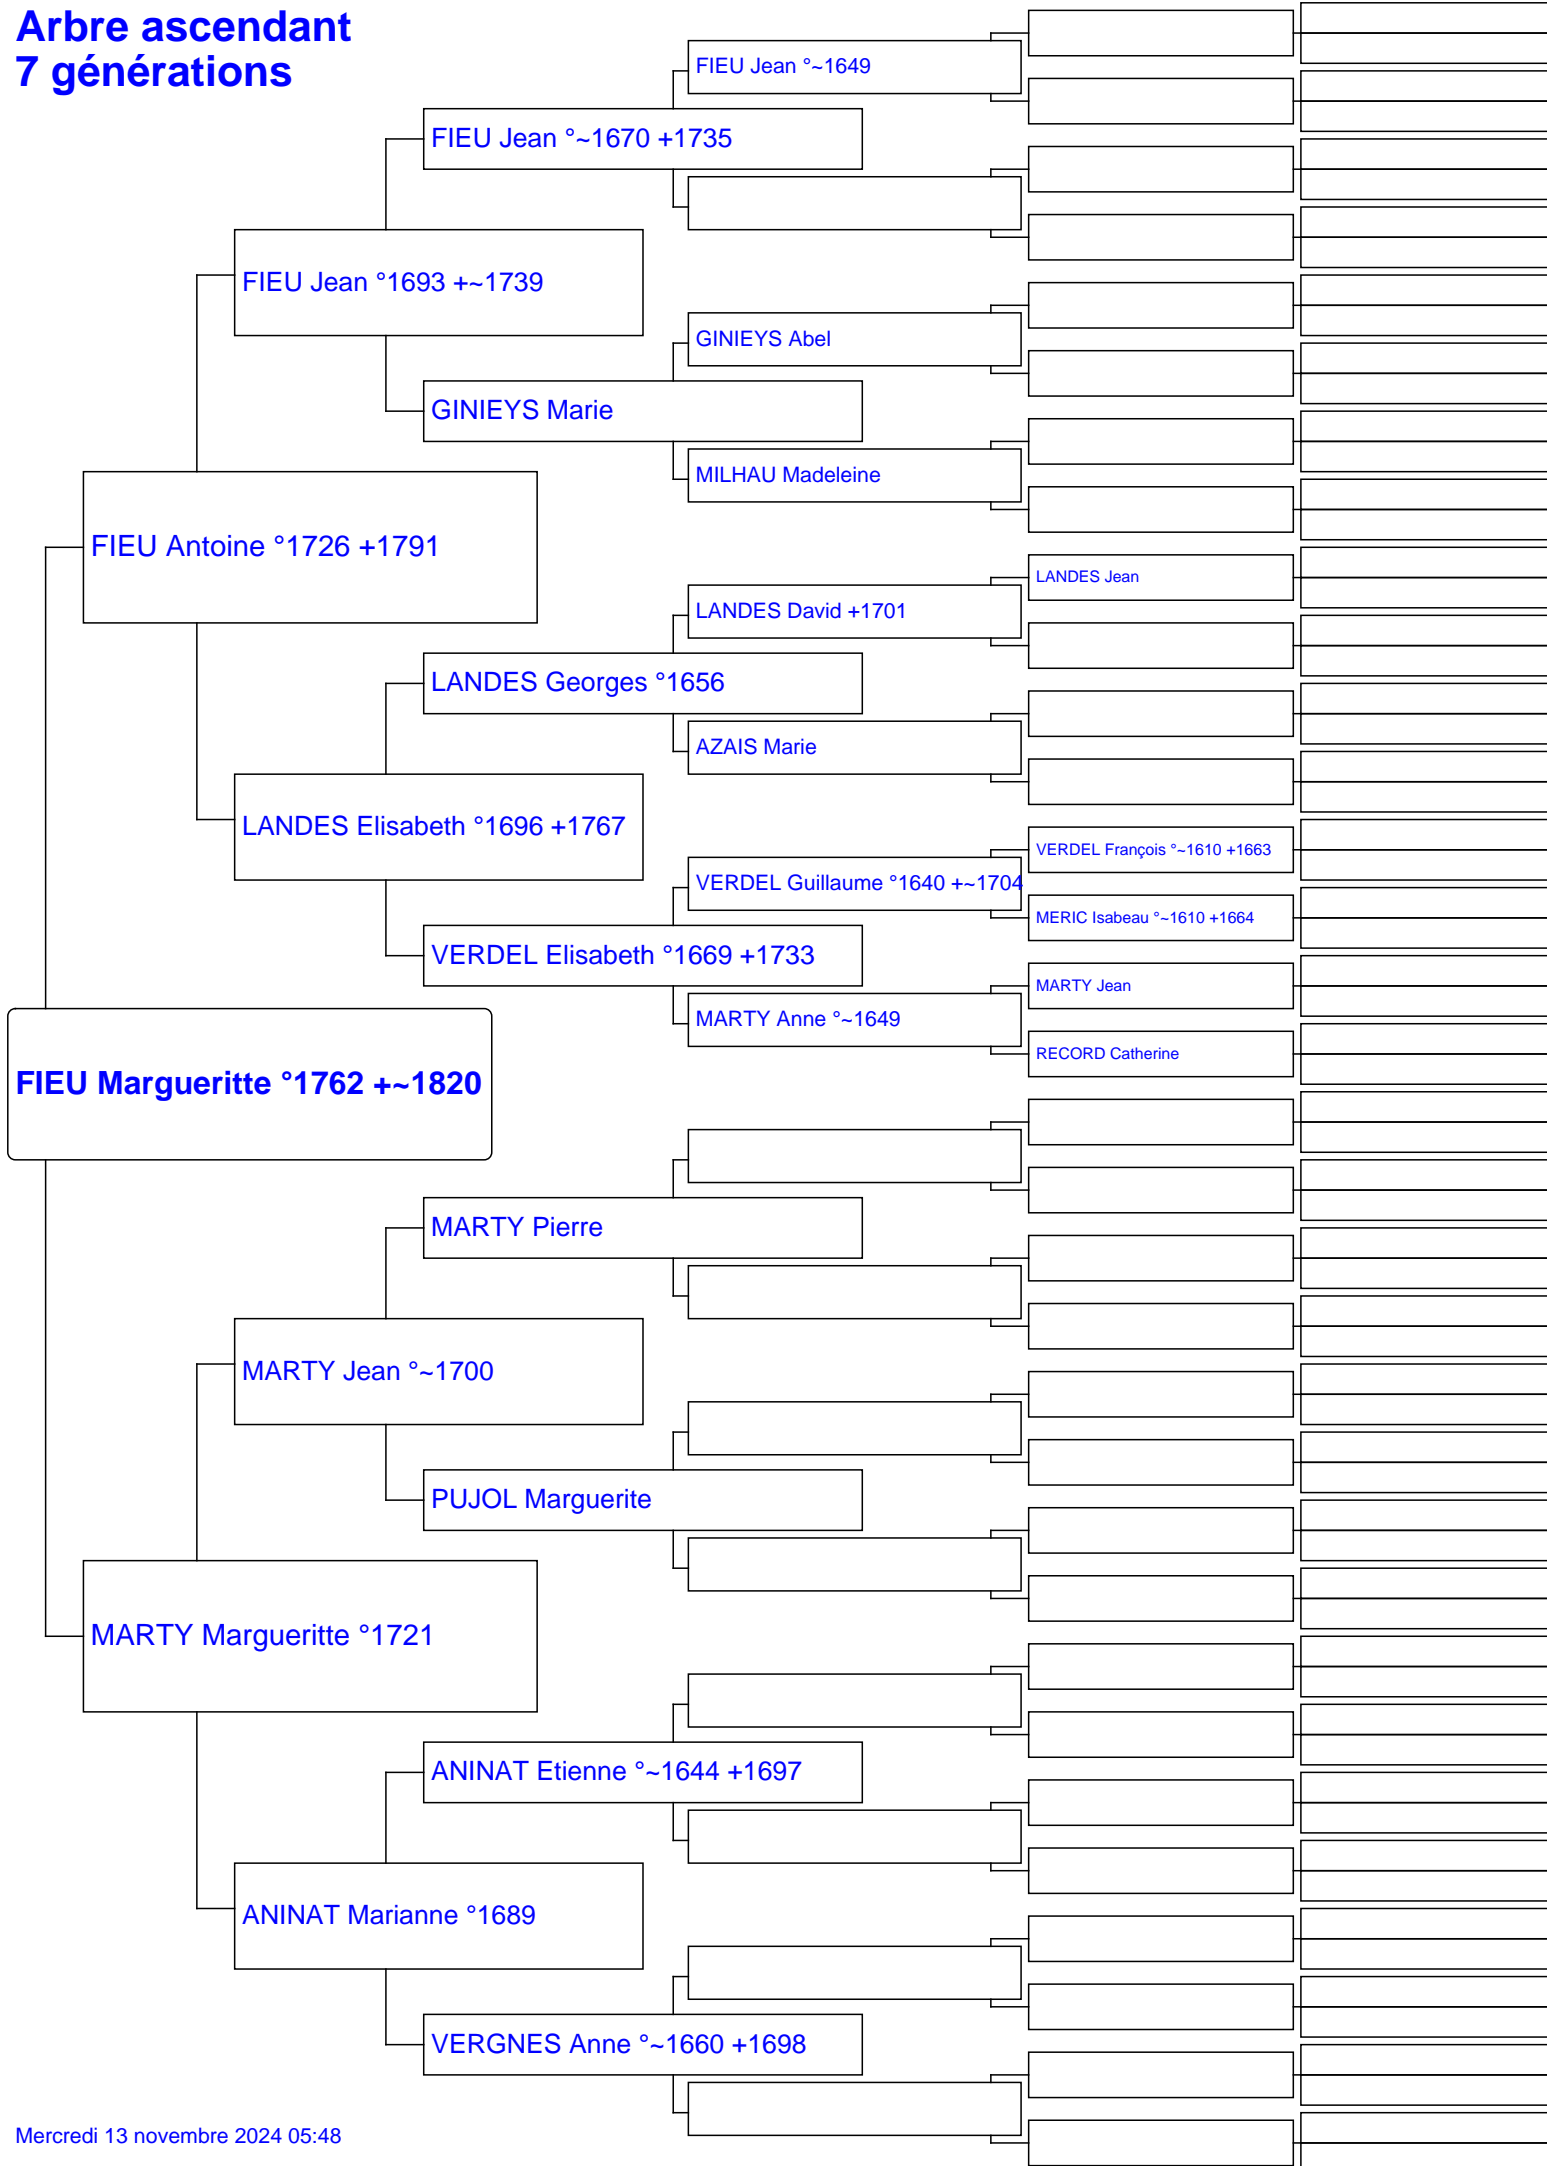 Arbre ascendant
7 générations
FIEU Jean °~1649
FIEU Jean °~1670 +1735
FIEU Jean °1693 +~1739
GINIEYS Abel
GINIEYS Marie
MILHAU Madeleine
FIEU Antoine °1726 +1791
LANDES Jean
LANDES David +1701
LANDES Georges °1656
AZAIS Marie
LANDES Elisabeth °1696 +1767
VERDEL François °~1610 +1663
VERDEL Guillaume °1640 +~1704
MERIC Isabeau °~1610 +1664
VERDEL Elisabeth °1669 +1733
MARTY Jean
MARTY Anne °~1649
RECORD Catherine
FIEU Margueritte °1762 +~1820
MARTY Pierre
MARTY Jean °~1700
PUJOL Marguerite
MARTY Margueritte °1721
ANINAT Etienne °~1644 +1697
ANINAT Marianne °1689
VERGNES Anne °~1660 +1698
Mercredi 13 novembre 2024 05:48